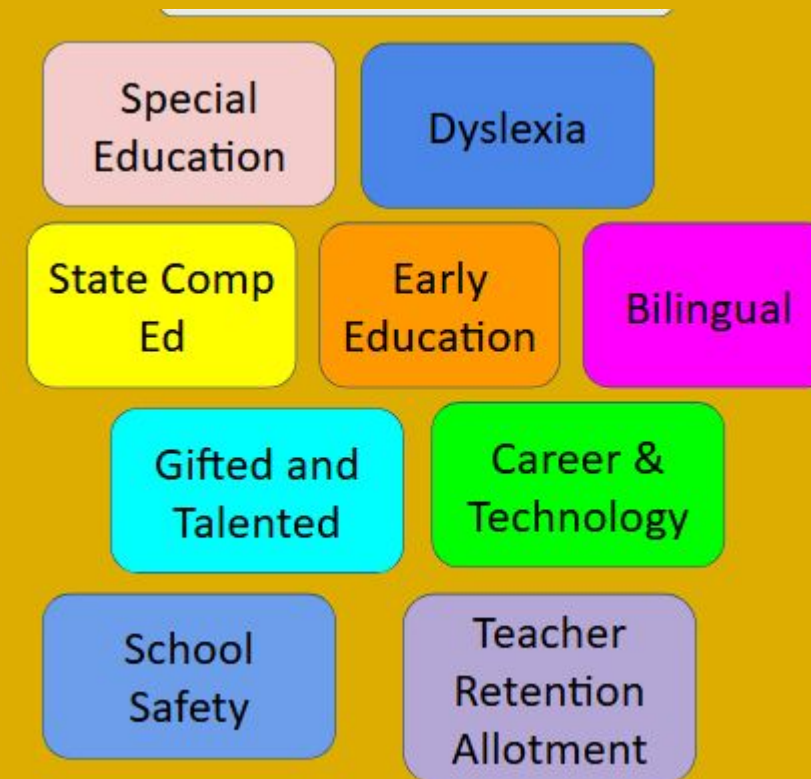 Special
Education
Dyslexia
State Comp
Ed
Early
Education
Bilingual
Gifted and
Talented
Career &
Technology
School
Safety
Teacher
Retention
Allotment